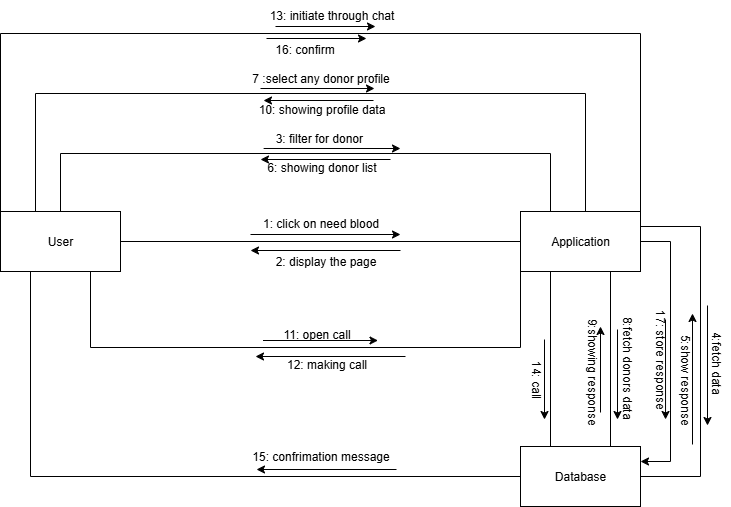 13: initiate through chat
16: confirm
7 :select any donor profile
10: showing profile data
3: filter for donor
6: showing donor list
User
1: click on need blood
2: display the page
Application
11: open call
12: making call
14: call
9:showing response
8:fetch donors data
17: store response
5:show response
4:fetch data
15: confrimation message
Database